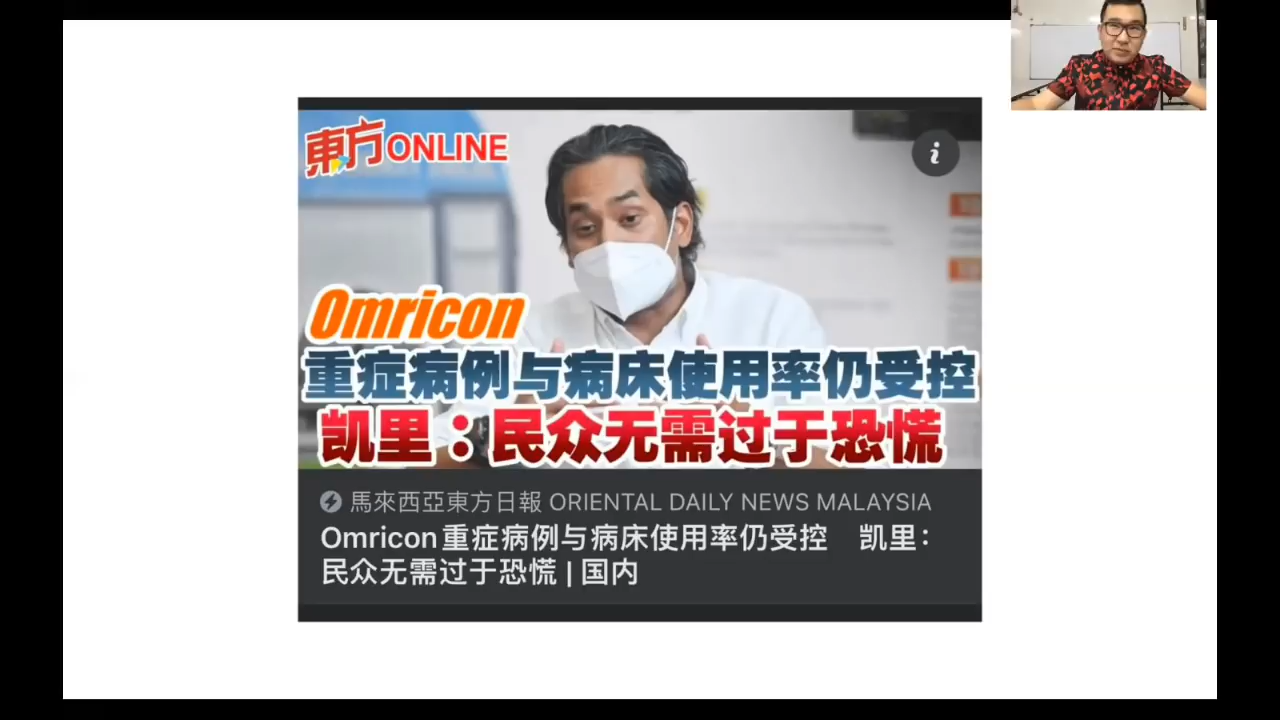 東方ONLINE
Omricon
重症病例与病床使用率仍受控
凯里：民众无需过于恐慌
馬來西亞東方日報 ORIENTAL DAILY NEWS MALAYSIA
Omricon重症病例与病床使用率仍受控 凯里：
民众无需过于恐慌 | 国内